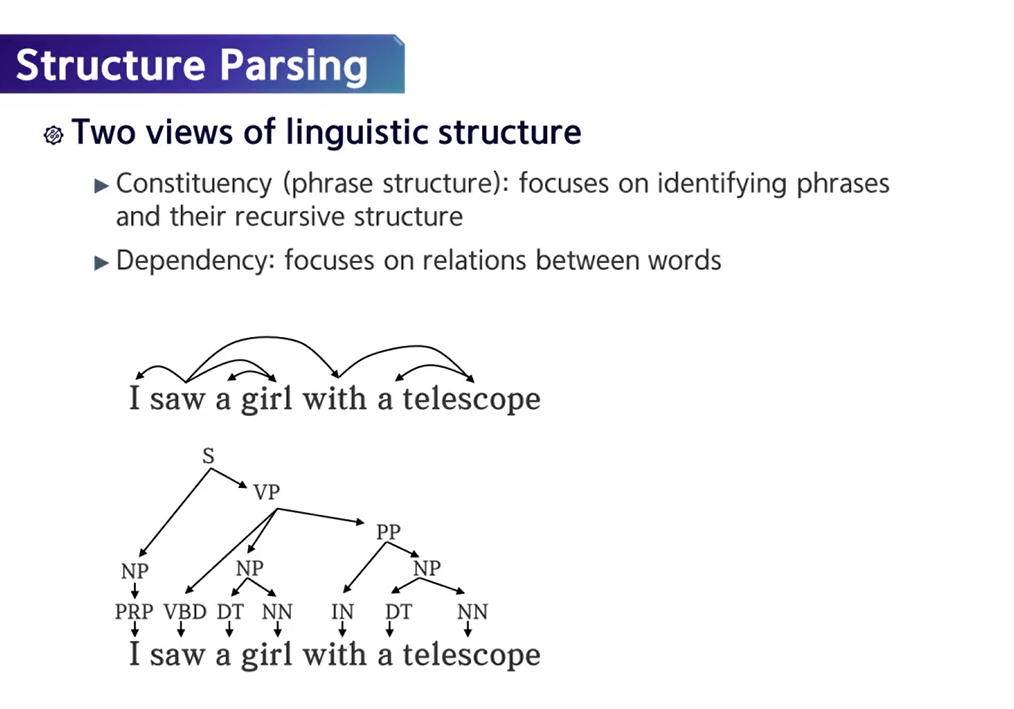 Structure Parsing
Two views of linguistic structure
Constituency (phrase structure): focuses on identifying phrases
and their recursive structure
Dependency: focuses on relations between words
I saw a girl with a telescope
S
VP
PP
NP NP NP
PRP VBD DT NN IN DT NN
I saw a girl with a telescope